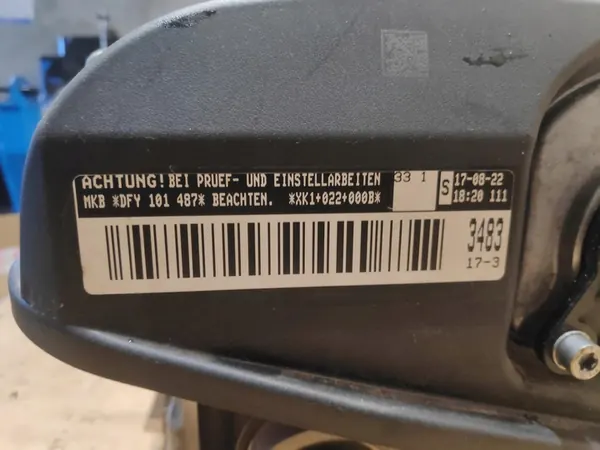 ACHTUNG! BEI PRUEF- UND EINSTELLARBEITEN 33 1 S 17-08-22
MKB *DFY 101 487* BEACHTEN. *XK1+022+000B* 18:20 111
3483
17-3